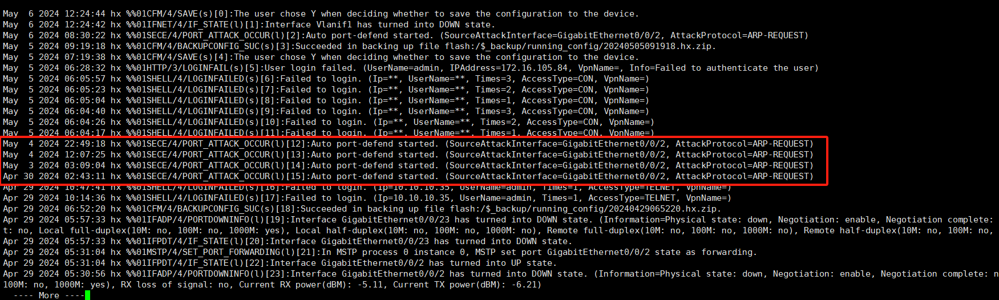 May  6 2024 12:24:44 hx %%01CFM/4/SAVE(s)[0]:The user chose Y when deciding whether to save the configuration to the device.
May  6 2024 12:24:42 hx %%01IFNET/4/IF_STATE(l)[1]:Interface Vlanif1 has turned into DOWN state.
May  6 2024 08:30:22 hx %%01SECE/4/PORT_ATTACK_OCCUR(l)[2]:Auto port-defend started. (SourceAttackInterface=GigabitEthernet0/0/2, AttackProtocol=ARP-REQUEST)
May  5 2024 09:19:18 hx %%01CFM/4/BACKUPCONFIG_SUC(s)[3]:Succeeded in backing up file flash:/$_backup/running_config/20240505091918.hx.zip.
May  5 2024 07:19:38 hx %%01CFM/4/SAVE(s)[4]:The user chose Y when deciding whether to save the configuration to the device.
May  5 2024 06:28:32 hx %%01HTTP/3/LOGINFAIL(s)[5]:User login failed. (UserName=admin, IPAddress=172.16.105.84, VpnName=, Info=Failed to authenticate the user)
May  5 2024 06:05:57 hx %%01SHELL/4/LOGINFAILED(s)[6]:Failed to login. (Ip=**, UserName=**, Times=3, AccessType=CON, VpnName=)
May  5 2024 06:05:23 hx %%01SHELL/4/LOGINFAILED(s)[7]:Failed to login. (Ip=**, UserName=**, Times=2, AccessType=CON, VpnName=)
May  5 2024 06:05:04 hx %%01SHELL/4/LOGINFAILED(s)[8]:Failed to login. (Ip=**, UserName=**, Times=1, AccessType=CON, VpnName=)
May  5 2024 06:04:40 hx %%01SHELL/4/LOGINFAILED(s)[9]:Failed to login. (Ip=**, UserName=**, Times=3, AccessType=CON, VpnName=)
May  5 2024 06:04:26 hx %%01SHELL/4/LOGINFAILED(s)[10]:Failed to login. (Ip=**, UserName=**, Times=2, AccessType=CON, VpnName=)
May  5 2024 06:04:17 hx %%01SHELL/4/LOGINFAILED(s)[11]:Failed to login. (Ip=**, UserName=**, Times=1, AccessType=CON, VpnName=)
May  4 2024 22:49:18 hx %%01SECE/4/PORT_ATTACK_OCCUR(l)[12]:Auto port-defend started. (SourceAttackInterface=GigabitEthernet0/0/2, AttackProtocol=ARP-REQUEST)
May  4 2024 12:07:25 hx %%01SECE/4/PORT_ATTACK_OCCUR(l)[13]:Auto port-defend started. (SourceAttackInterface=GigabitEthernet0/0/2, AttackProtocol=ARP-REQUEST)
May  3 2024 03:09:04 hx %%01SECE/4/PORT_ATTACK_OCCUR(l)[14]:Auto port-defend started. (SourceAttackInterface=GigabitEthernet0/0/2, AttackProtocol=ARP-REQUEST)
Apr 30 2024 02:43:11 hx %%01SECE/4/PORT_ATTACK_OCCUR(l)[15]:Auto port-defend started. (SourceAttackInterface=GigabitEthernet0/0/2, AttackProtocol=ARP-REQUEST)
Apr 29 2024 10:47:41 hx %%01SHELL/4/LOGINFAILED(s)[16]:Failed to login. (Ip=10.10.10.35, UserName=admin, Times=1, AccessType=TELNET, VpnName=)
Apr 29 2024 10:14:36 hx %%01SHELL/4/LOGINFAILED(s)[17]:Failed to login. (Ip=10.10.10.35, UserName=admin, Times=1, AccessType=TELNET, VpnName=)
Apr 29 2024 06:52:20 hx %%01CFM/4/BACKUPCONFIG_SUC(s)[18]:Succeeded in backing up file flash:/$_backup/running_config/20240429065220.hx.zip.
Apr 29 2024 05:57:33 hx %%01IFADP/4/PORTDOWNINFO(l)[19]:Interface GigabitEthernet0/0/23 has turned into DOWN state. (Information=Physical state: down, Negotiation: enable, Negotiation complete:
t: no, Local full-duplex(10M: no, 100M: no, 1000M: yes), Local half-duplex(10M: no, 100M: no, 1000M: no), Remote full-duplex(10M: no, 100M: no, 1000M: no), Remote half-duplex(10M: no, 100M: no,
Apr 29 2024 05:57:33 hx %%01IFPDT/4/IF_STATE(l)[20]:Interface GigabitEthernet0/0/23 has turned into DOWN state.
Apr 29 2024 05:31:04 hx %%01MSTP/4/SET_PORT_FORWARDING(l)[21]:In MSTP process 0 instance 0, MSTP set port GigabitEthernet0/0/2 state as forwarding.
Apr 29 2024 05:31:04 hx %%01IFPDT/4/IF_STATE(l)[22]:Interface GigabitEthernet0/0/2 has turned into UP state.
Apr 29 2024 05:30:56 hx %%01IFADP/4/PORTDOWNINFO(l)[23]:Interface GigabitEthernet0/0/2 has turned into DOWN state. (Information=Physical state: down, Negotiation: enable, Negotiation complete: n
100M: no, 1000M: yes), RX loss of signal: no, Current RX power(dBM): -5.11, Current TX power(dBM): -6.21)
  ---- More ----